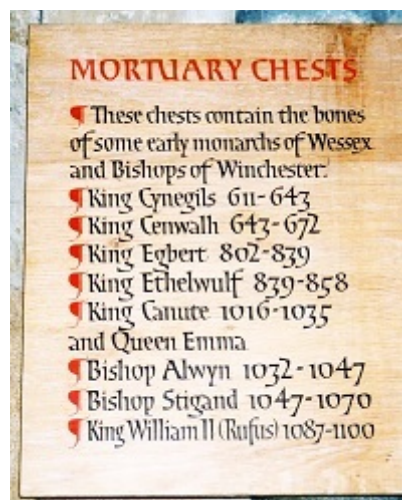 MORTUARY CHESTS
¶ These chests contain the bones
of some early monarchs of Wessex
and Bishops of Winchester:
¶ King Cynegils 611-643
¶ King Cenwalh 643-672
¶ King Egbert 802-839
¶ King Ethelwulf 839-858
¶ King Canute 1016-1035
and Queen Emma
¶ Bishop Alwyn 1032-1047
¶ Bishop Stigand 1047-1070
¶ King William II (Rufus) 1087-1100